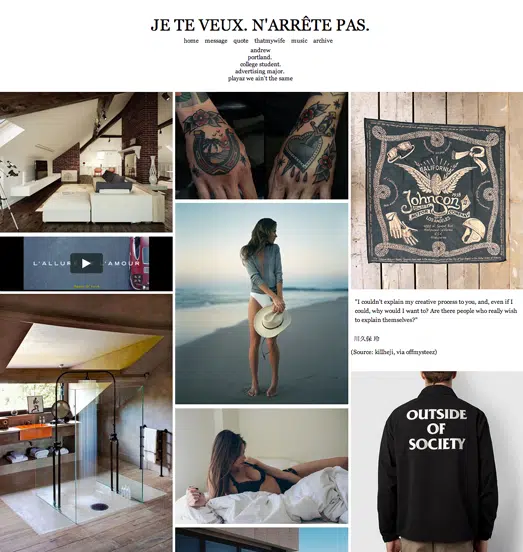 JE TE VEUX. N'ARRÊTE PAS.
home message quote thatmywife music archive
andrew
portland.
college student.
advertising major.
playaz we ain't the same
L'ALLURE L'AMOUR
CALIFORNIA
Johnson
MOTOR COMPANY
LOS ANGELES
"I couldn't explain my creative process to you, and, even if I
could, why would I want to? Are there people who really wish
to explain themselves?"
川久保 玲
(Source: killheji, via offmysteez)
OUTSIDE
OF
SOCIETY